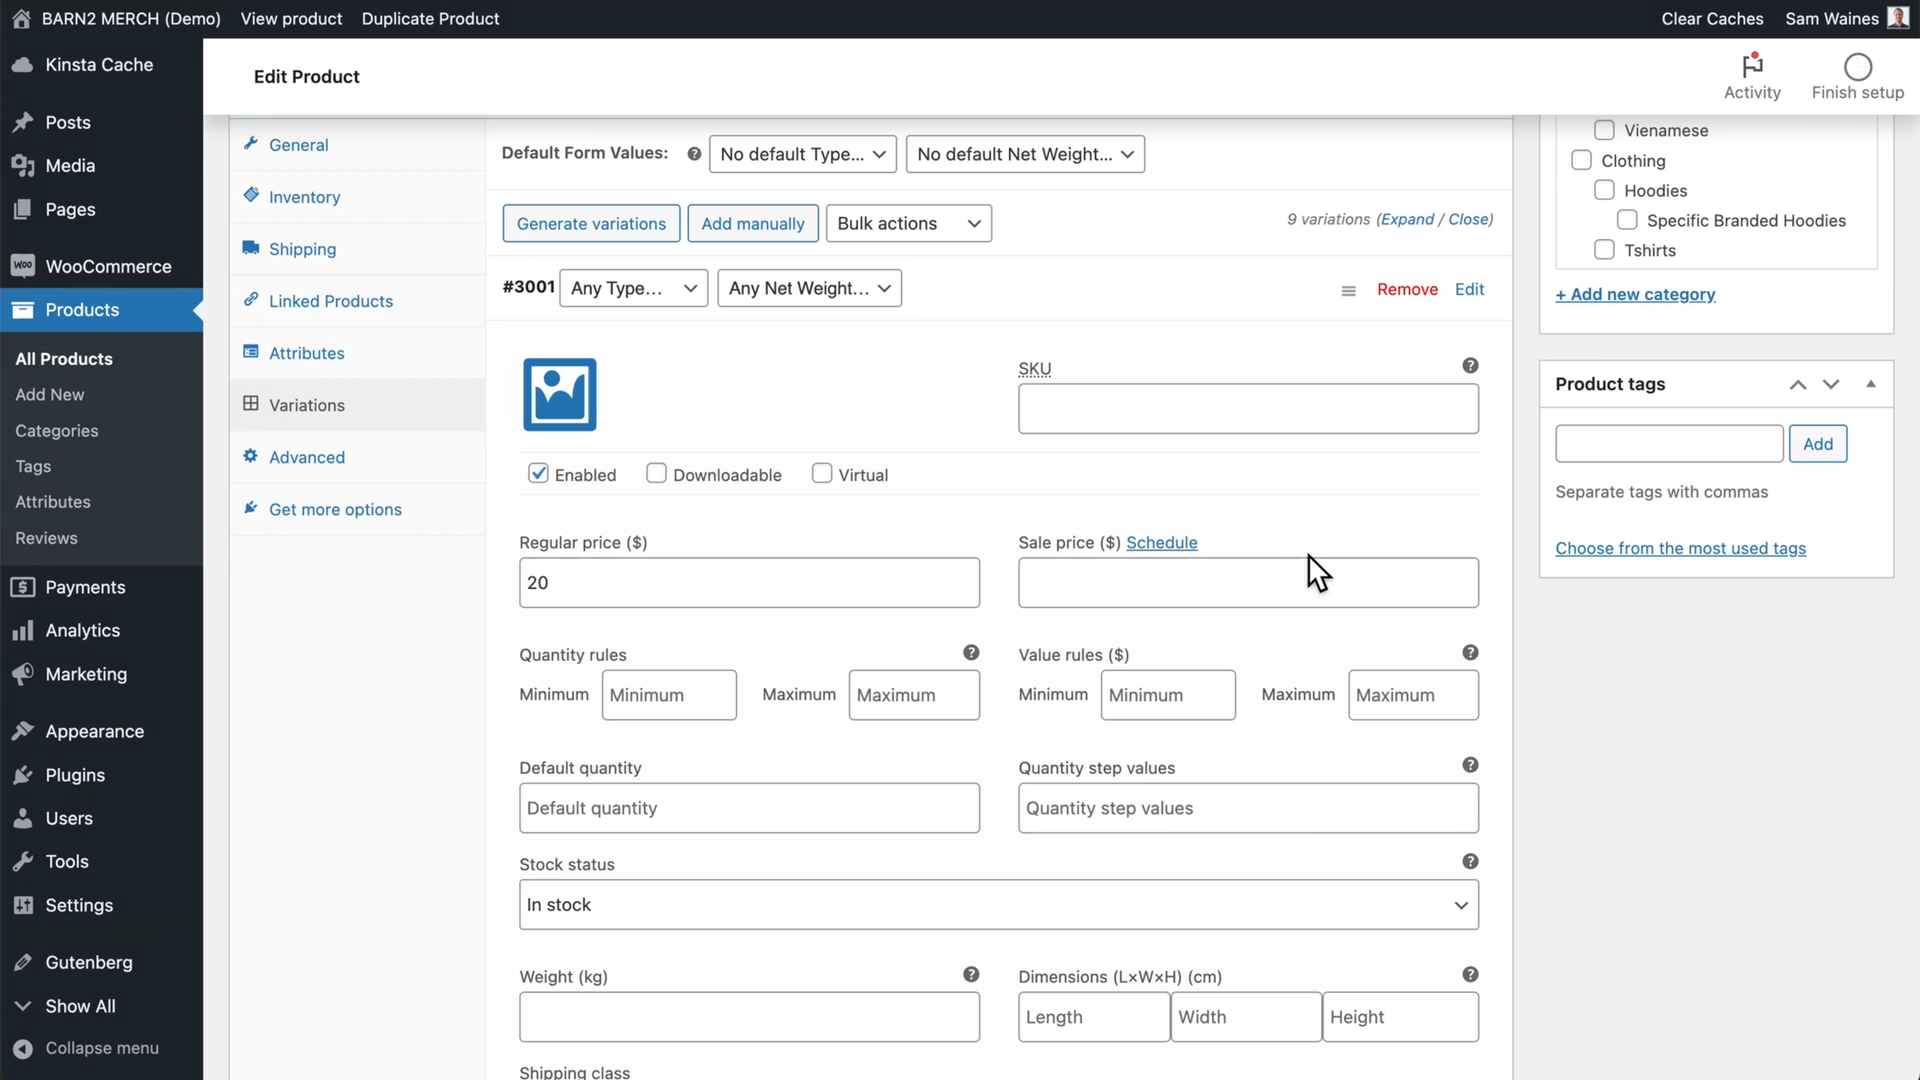 BARN2 MERCH (Demo) View product Duplicate Product Clear Caches Sam Waines
Kinsta Cache
Posts
Media
Pages
WooCommerce
Products
All Products
Add New
Categories
Tags
Attributes
Reviews
Payments
Analytics
Marketing
Appearance
Plugins
Users
Tools
Settings
Gutenberg
Show All
Collapse menu
Edit Product
Activity
Finish setup
General
Inventory
Shipping
Linked Products
Attributes
Variations
Advanced
Get more options
Default Form Values: No default Type... No default Net Weight...
Generate variations Add manually Bulk actions 9 variations (Expand / Close)
#3001 Any Type... Any Net Weight... Remove Edit
SKU
Enabled Downloadable Virtual
Regular price ($)
20
Sale price ($) Schedule
Quantity rules
Minimum Minimum Maximum Maximum
Value rules ($)
Minimum Minimum Maximum Maximum
Default quantity
Default quantity
Quantity step values
Quantity step values
Stock status
In stock
Weight (kg)
Dimensions (L×W×H) (cm)
Length Width Height
Shipping class
Vienamese
Clothing
Hoodies
Specific Branded Hoodies
Tshirts
+ Add new category
Product tags
Add
Separate tags with commas
Choose from the most used tags